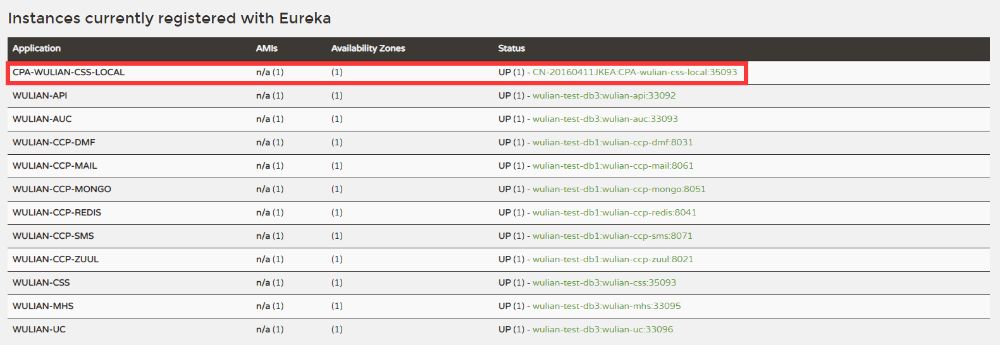 Instances currently registered with Eureka
Application AMIs Availability Zones Status
CPA-WULIAN-CSS-LOCAL n/a (1) (1) UP (1) - CN-20160411JKEA:CPA-wulian-css-local:35093
WULIAN-API n/a (1) (1) UP (1) - wulian-test-db3:wulian-api:33092
WULIAN-AUC n/a (1) (1) UP (1) - wulian-test-db3:wulian-auc:33093
WULIAN-CCP-DMF n/a (1) (1) UP (1) - wulian-test-db1:wulian-ccp-dmf:8031
WULIAN-CCP-MAIL n/a (1) (1) UP (1) - wulian-test-db1:wulian-ccp-mail:8061
WULIAN-CCP-MONGO n/a (1) (1) UP (1) - wulian-test-db1:wulian-ccp-mongo:8051
WULIAN-CCP-REDIS n/a (1) (1) UP (1) - wulian-test-db1:wulian-ccp-redis:8041
WULIAN-CCP-SMS n/a (1) (1) UP (1) - wulian-test-db1:wulian-ccp-sms:8071
WULIAN-CCP-ZUUL n/a (1) (1) UP (1) - wulian-test-db1:wulian-ccp-zuul:8021
WULIAN-CSS n/a (1) (1) UP (1) - wulian-test-db3:wulian-css:35093
WULIAN-MHS n/a (1) (1) UP (1) - wulian-test-db3:wulian-mhs:33095
WULIAN-UC n/a (1) (1) UP (1) - wulian-test-db3:wulian-uc:33096